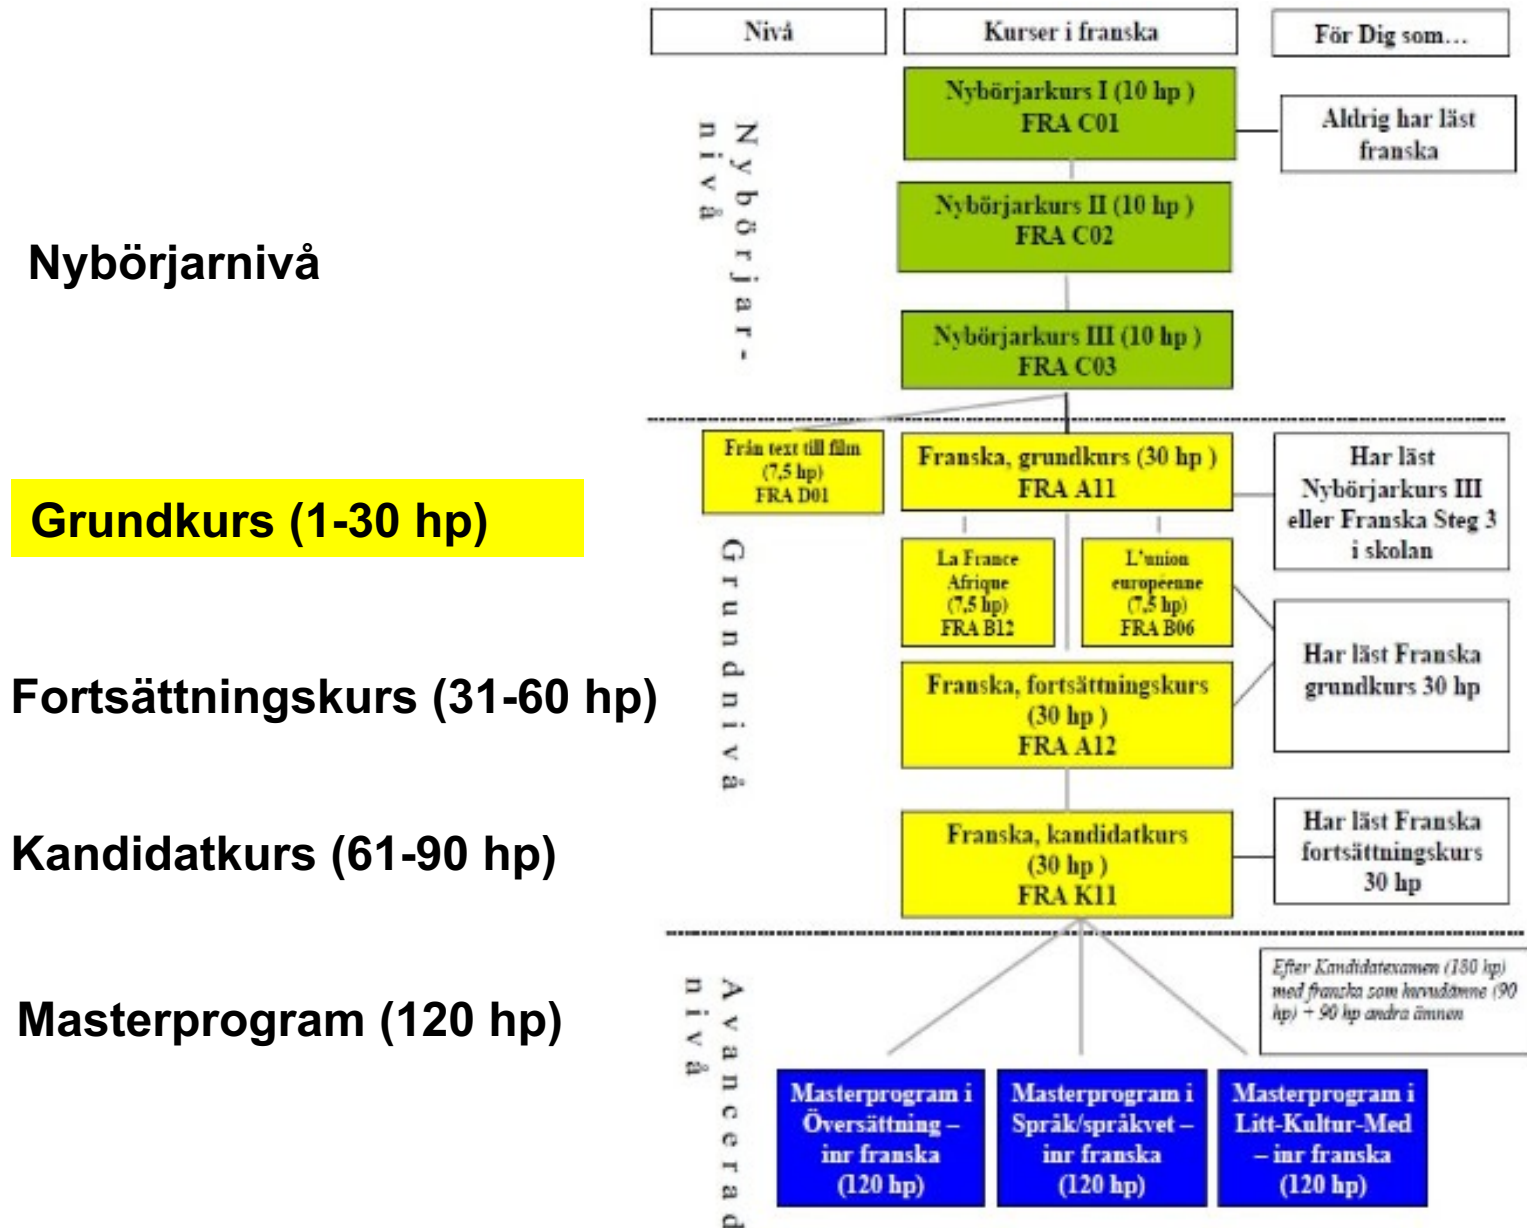 Nivå
Kurser i franska
För Dig som...
Nybörjar-
nivå
Nybörjarkurs I (10 hp )
FRA C01
Aldrig har läst
franska
Nybörjarkurs II (10 hp )
FRA C02
Nybörjarnivå
Nybörjarkurs III (10 hp )
FRA C03
Från text till film
(7,5 hp)
FRA D01
Franska, grundkurs (30 hp )
FRA A11
Har läst
Nybörjarkurs III
eller Franska Steg 3
i skolan
Grundkurs (1-30 hp)
Grundnivå
La France
Afrique
(7,5 hp)
FRA B12
L'union
européenne
(7,5 hp)
FRA B06
Har läst Franska
grundkurs 30 hp
Fortsättningskurs (31-60 hp)
Franska, fortsättningskurs
(30 hp )
FRA A12
Kandidatkurs (61-90 hp)
Franska, kandidatkurs
(30 hp )
FRA K11
Har läst Franska
fortsättningskurs
30 hp
Masterprogram (120 hp)
Avancerad
nivå
Efter Kandidatexamen (180 hp)
med franska som huvudämne (90
hp) + 90 hp andra ämnen
Masterprogram i
Översättning –
inr franska
(120 hp)
Masterprogram i
Språk/språkvet –
inr franska
(120 hp)
Masterprogram i
Litt-Kultur-Med
– inr franska
(120 hp)